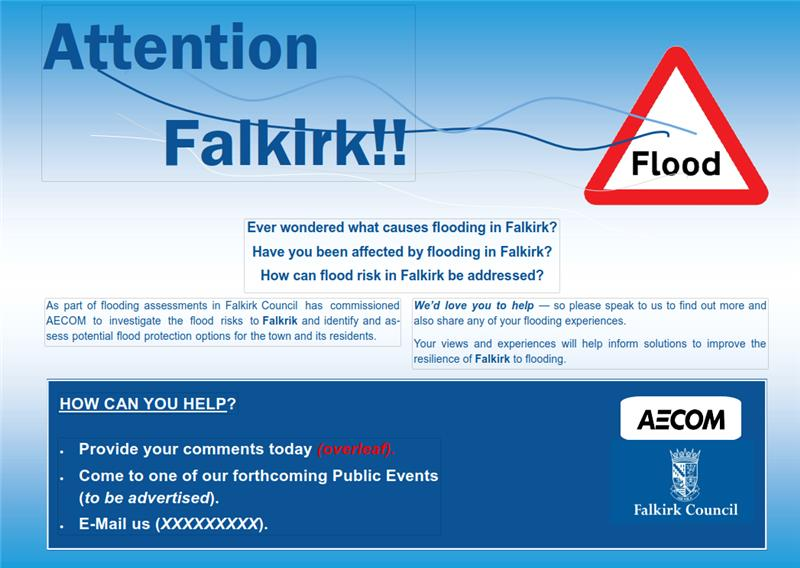 Attention
Falkirk!!
Flood
Ever wondered what causes flooding in Falkirk?
Have you been affected by flooding in Falkirk?
How can flood risk in Falkirk be addressed?
As part of flooding assessments in Falkirk Council has commissioned
AECOM to investigate the flood risks to Falkrik and identify and as-
sess potential flood protection options for the town and its residents.
We'd love you to help — so please speak to us to find out more and
also share any of your flooding experiences.
Your views and experiences will help inform solutions to improve the
resilience of Falkirk to flooding.
HOW CAN YOU HELP?
• Provide your comments today (overleaf).
• Come to one of our forthcoming Public Events
(to be advertised).
• E-Mail us (XXXXXXXXX).
AECOM
Falkirk Council